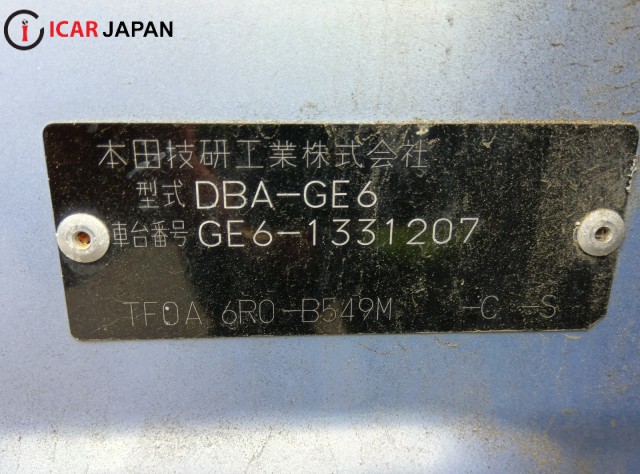 ICAR JAPAN
本田技研工業株式会社
型式 DBA-GE6
車台番号 GE6-1331207
TF0A 6R0-B549M -C -S